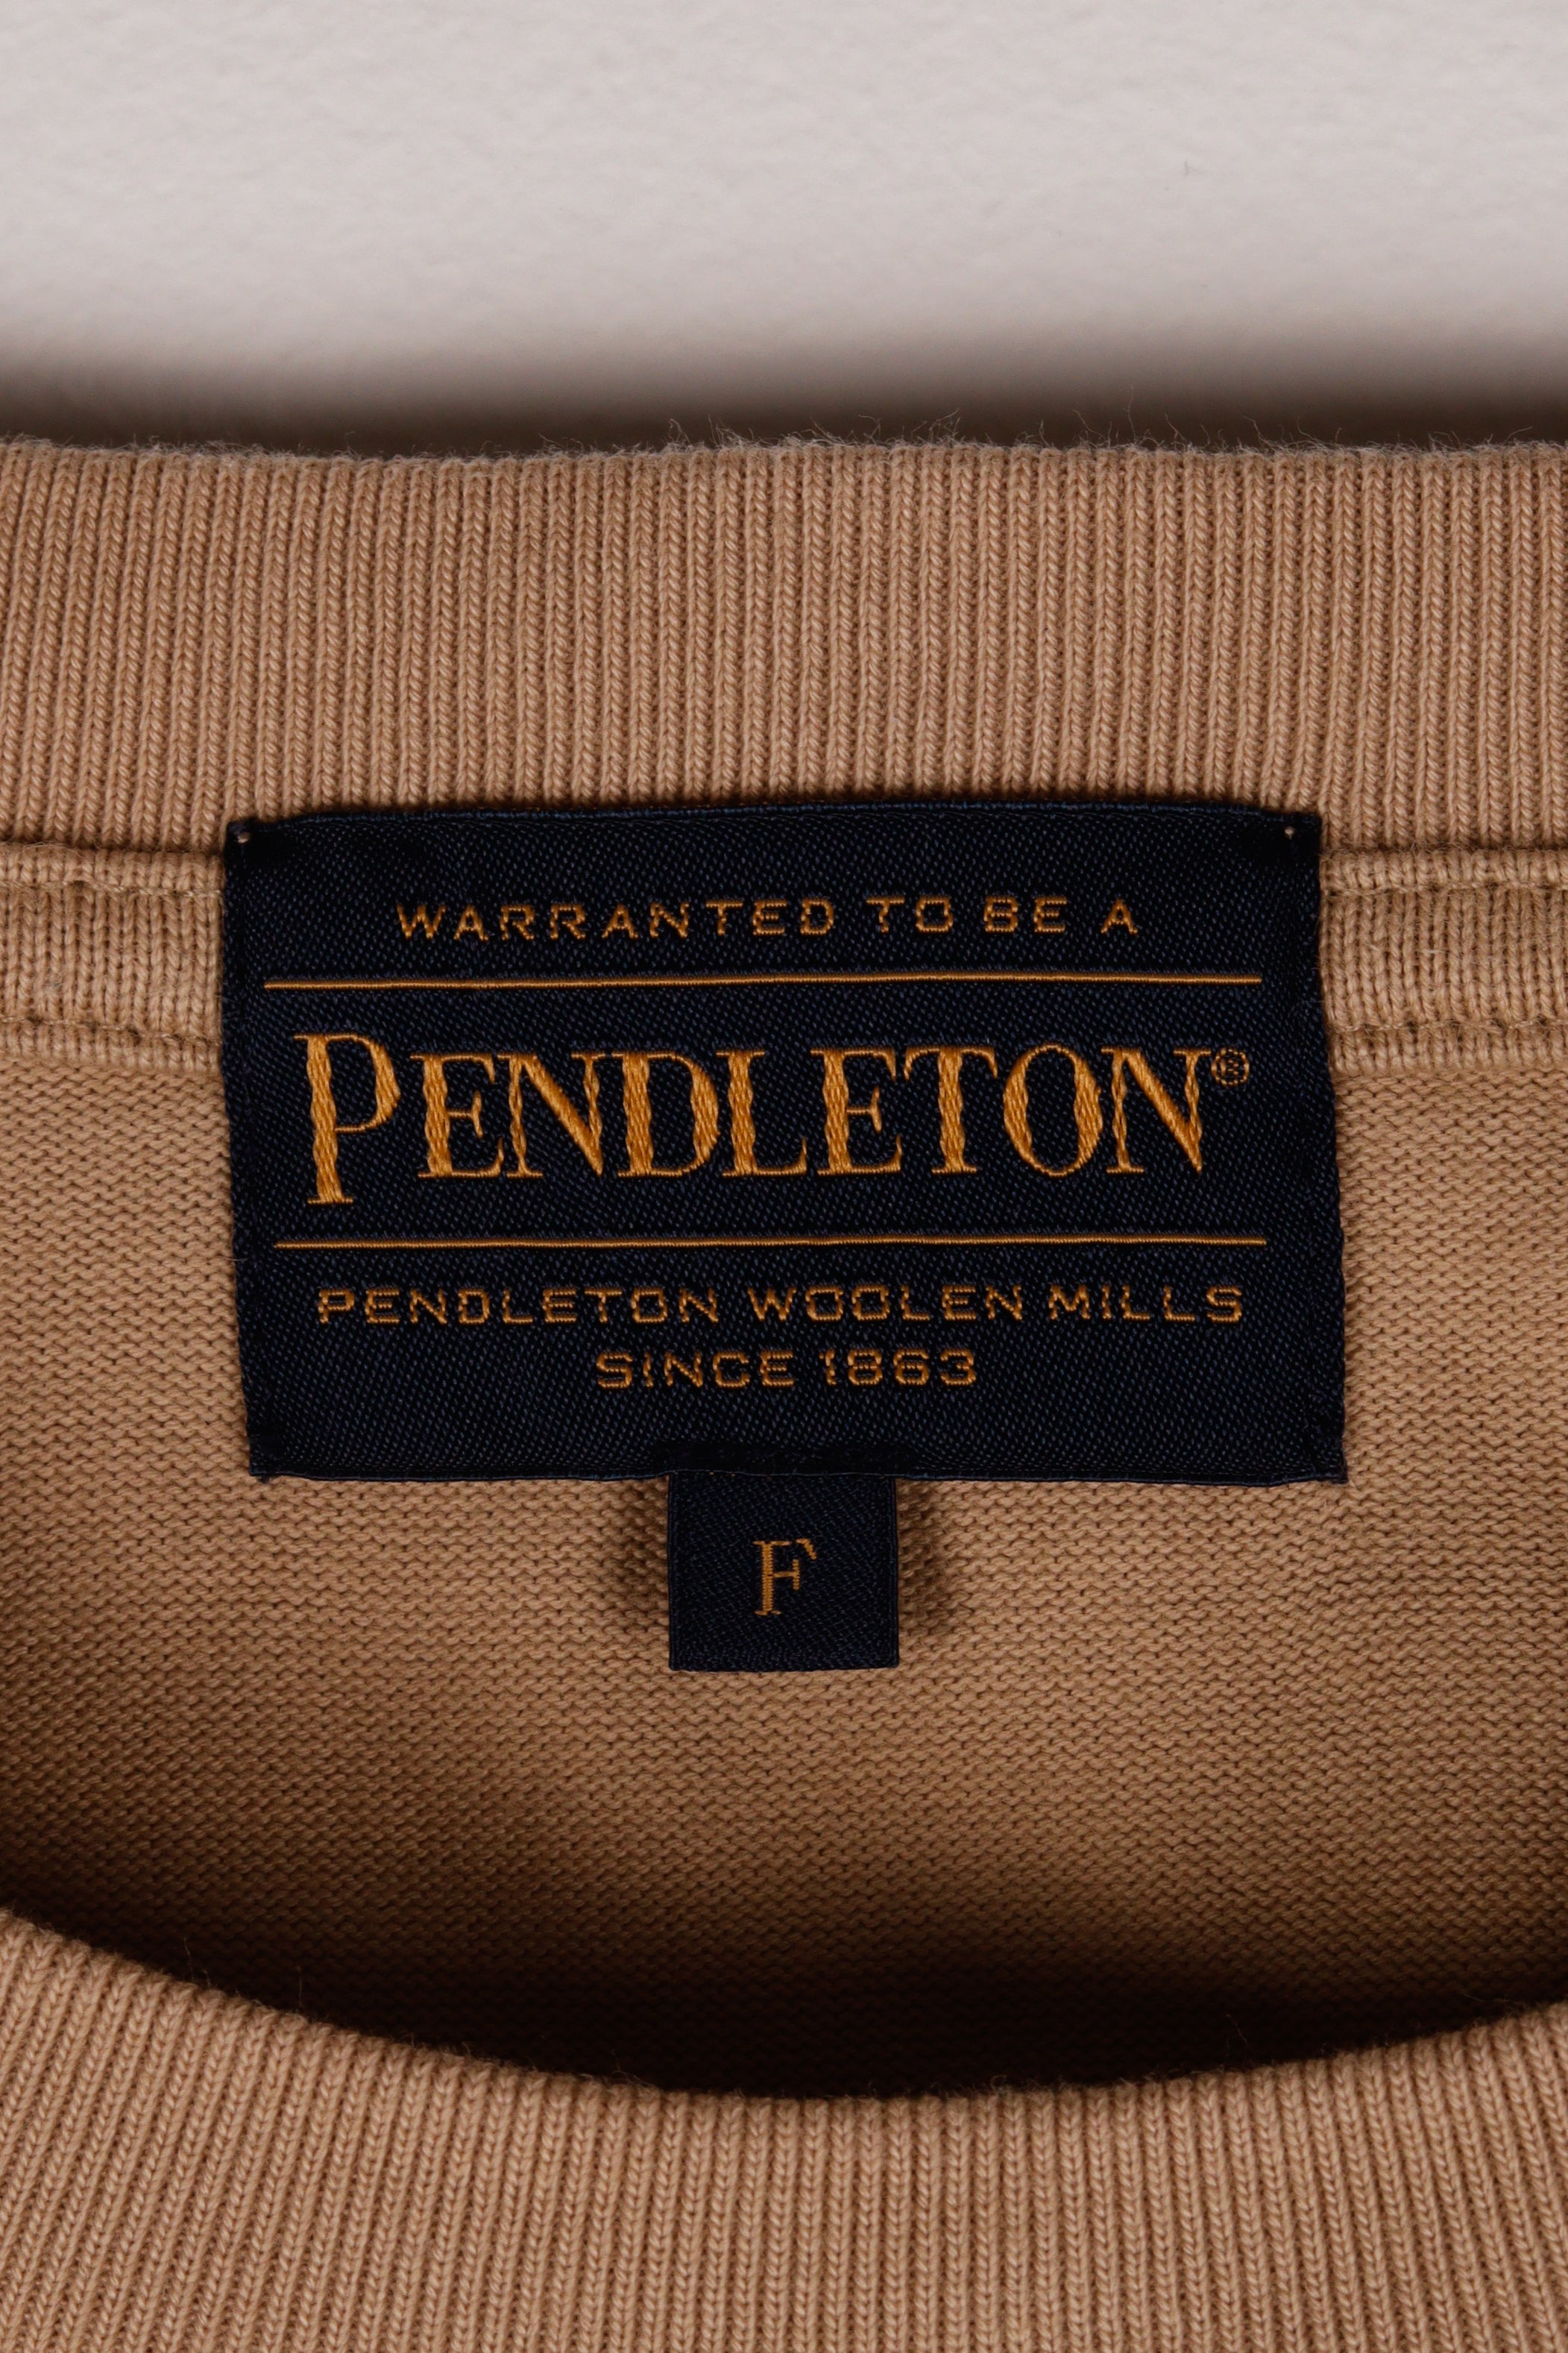 WARRANTED TO BE A
PENDLETON®
PENDLETON WOOLEN MILLS
SINCE 1863
F